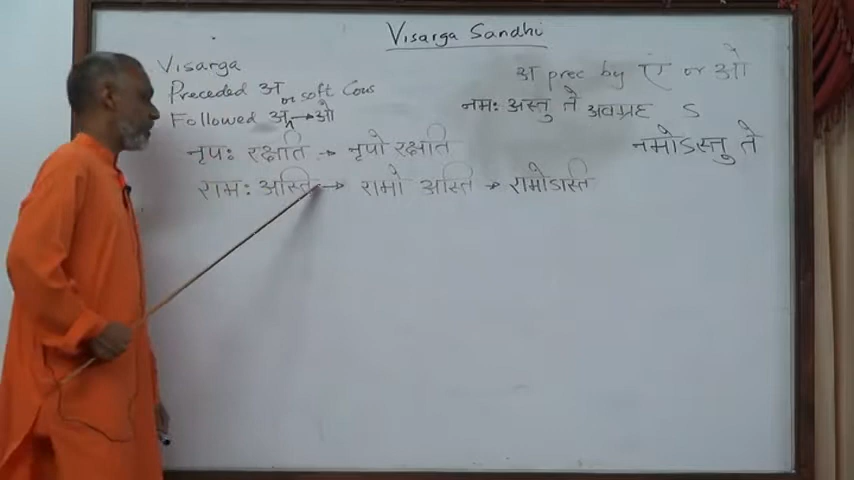 Visarga Sandhi
Visarga
Preceded अ
or soft Cons
Followed अ → ओ
नृपः रक्षति → नृपो रक्षति
रामः अस्ति → रामो अस्ति → रामोऽस्ति
अ prec by ए or ओ
नमः अस्तु ते अवग्रह ऽ
नमोऽस्तु ते